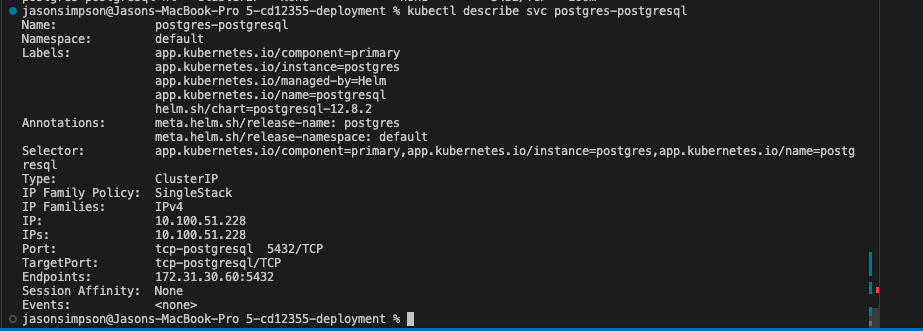 jasonsimpson@Jasons-MacBook-Pro 5-cd12355-deployment % kubectl describe svc postgres-postgresql
Name: postgres-postgresql
Namespace: default
Labels: app.kubernetes.io/component=primary
app.kubernetes.io/instance=postgres
app.kubernetes.io/managed-by=Helm
app.kubernetes.io/name=postgresql
helm.sh/chart=postgresql-12.8.2
Annotations: meta.helm.sh/release-name: postgres
meta.helm.sh/release-namespace: default
Selector: app.kubernetes.io/component=primary,app.kubernetes.io/instance=postgres,app.kubernetes.io/name=postg
resql
Type: ClusterIP
IP Family Policy: SingleStack
IP Families: IPv4
IP: 10.100.51.228
IPs: 10.100.51.228
Port: tcp-postgresql 5432/TCP
TargetPort: tcp-postgresql/TCP
Endpoints: 172.31.30.60:5432
Session Affinity: None
Events: <none>
jasonsimpson@Jasons-MacBook-Pro 5-cd12355-deployment %